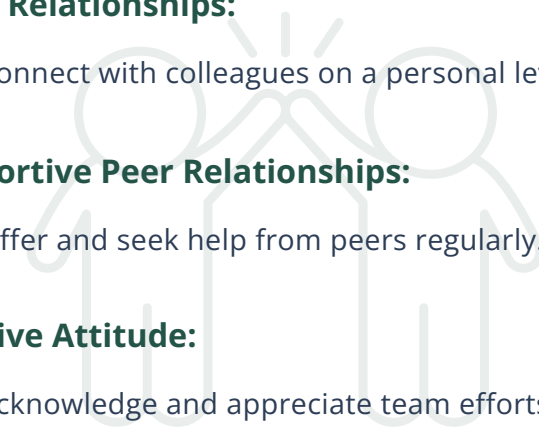 Relationships:
onnect with colleagues on a personal le
ortive Peer Relationships:
ffer and seek help from peers regularly.
ive Attitude:
cknowledge and appreciate team efforts